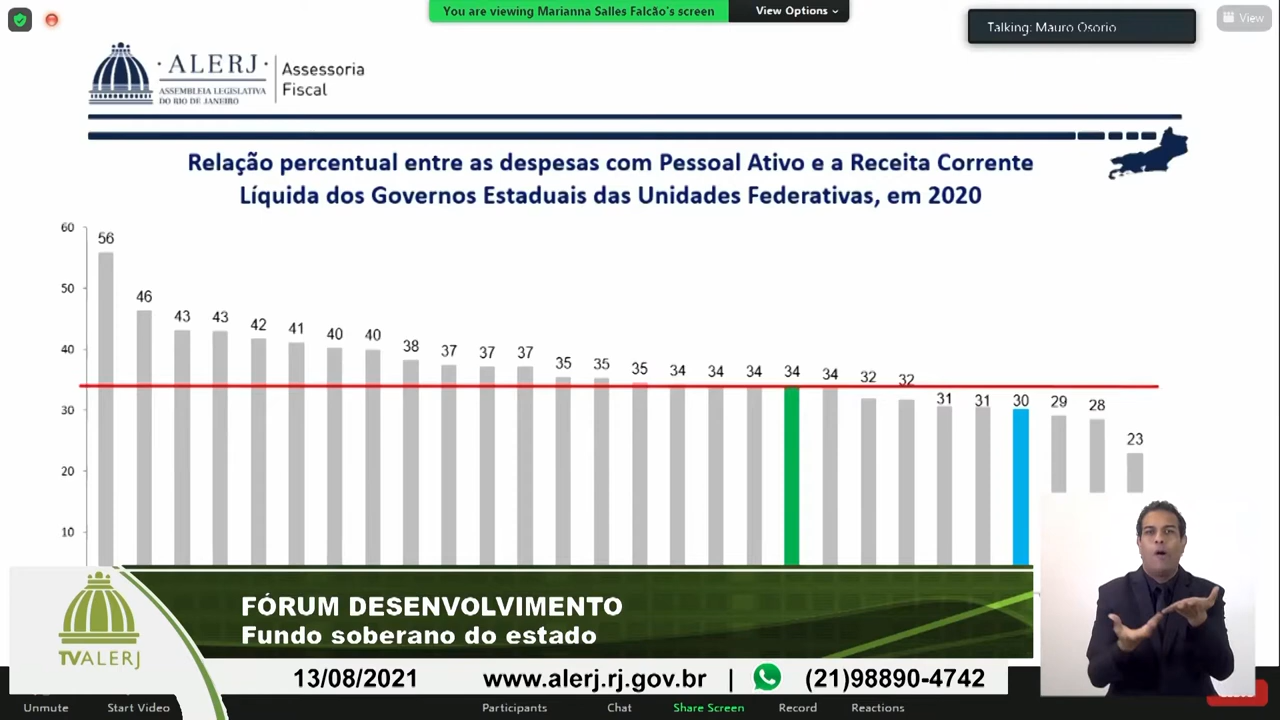 You are viewing Marianna Salles Falcão's screen
View Options
Talking: Mauro Osorio
View
· ALERJ ·
ASSEMBLEIA LEGISLATIVA
DO RIO DE JANEIRO
Assessoria
Fiscal
Relação percentual entre as despesas com Pessoal Ativo e a Receita Corrente
Líquida dos Governos Estaduais das Unidades Federativas, em 2020
60
50
40
30
20
10
56
46
43
43
42
41
40
40
38
37
37
37
35
35
35
34
34
34
34
34
32
32
31
31
30
29
28
23
TVALERJ
FÓRUM DESENVOLVIMENTO
Fundo soberano do estado
13/08/2021 www.alerj.rj.gov.br | (21)98890-4742
Unmute Start Video Participants Chat Share Screen Record Reactions